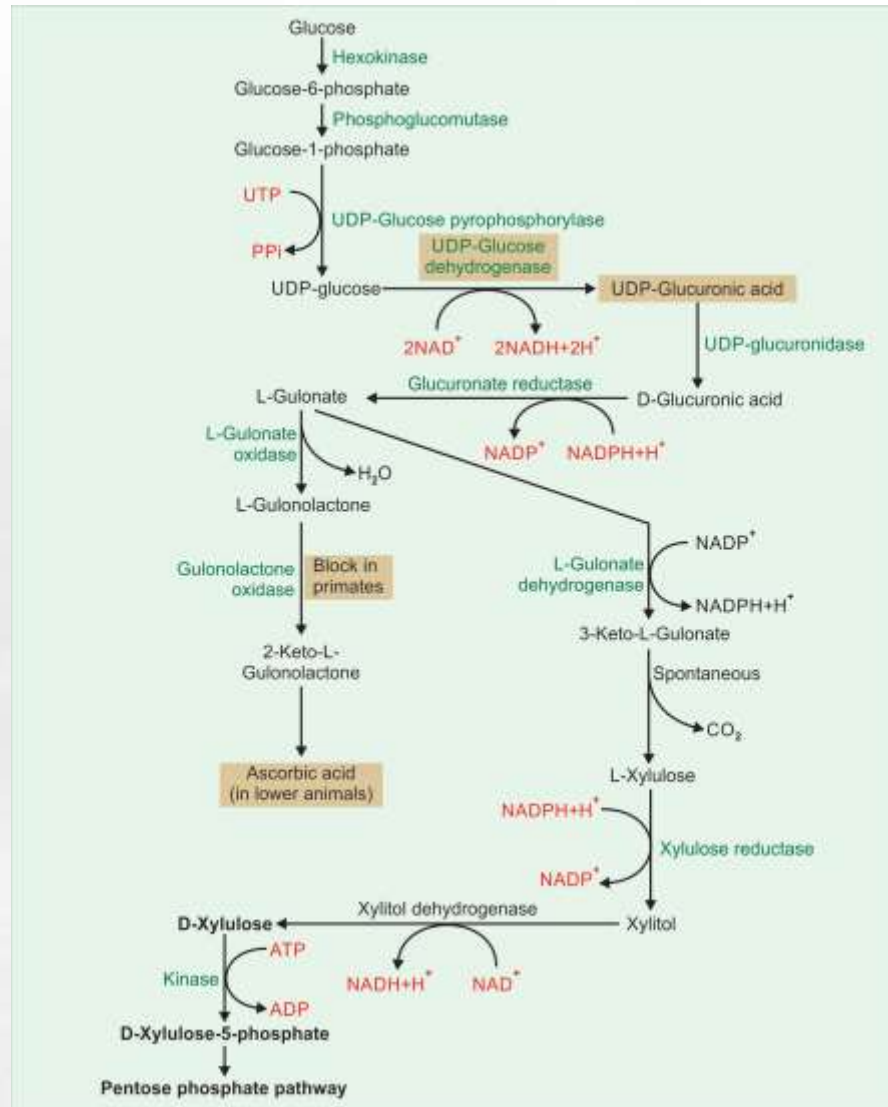 Glucose
Hexokinase
Glucose-6-phosphate
Phosphoglucomutase
Glucose-1-phosphate
UTP
UDP-Glucose pyrophosphorylase
PPi
UDP-Glucose
dehydrogenase
UDP-glucose
UDP-Glucuronic acid
2NAD⁺
2NADH+2H⁺
UDP-glucuronidase
Glucuronate reductase
L-Gulonate
D-Glucuronic acid
L-Gulonate
oxidase
NADP⁺
NADPH+H⁺
H₂O
L-Gulonolactone
NADP⁺
Gulonolactone
oxidase
Block in
primates
L-Gulonate
dehydrogenase
NADPH+H⁺
3-Keto-L-Gulonate
2-Keto-L-
Gulonolactone
Spontaneous
CO₂
Ascorbic acid
(in lower animals)
L-Xylulose
NADPH+H⁺
Xylulose reductase
NADP⁺
Xylitol dehydrogenase
D-Xylulose
Xylitol
ATP
Kinase
NADH+H⁺
NAD⁺
ADP
D-Xylulose-5-phosphate
Pentose phosphate pathway